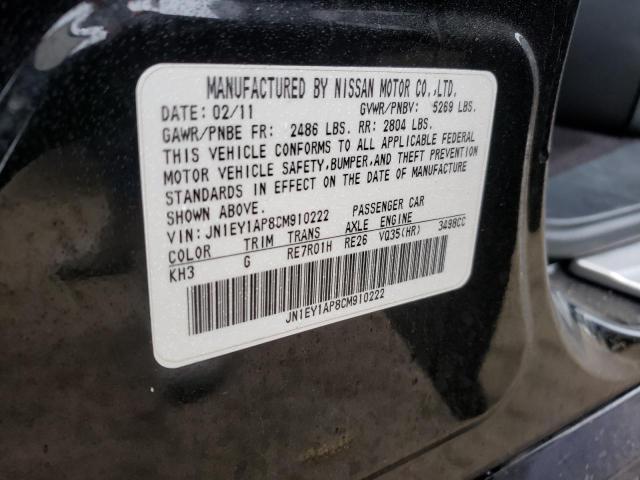 MANUFACTURED BY NISSAN MOTOR CO.,LTD.
DATE: 02/11 GVWR/PNBV: 5269 LBS.
GAWR/PNBE FR: 2486 LBS. RR: 2804 LBS.
THIS VEHICLE CONFORMS TO ALL APPLICABLE FEDERAL
MOTOR VEHICLE SAFETY,BUMPER,AND THEFT PREVENTION
STANDARDS IN EFFECT ON THE DATE OF MANUFACTURE
SHOWN ABOVE.
VIN: JN1EY1AP8CM910222 PASSENGER CAR
COLOR TRIM TRANS AXLE ENGINE
KH3 G RE7R01H RE26 VQ35(HR) 3498CC
JN1EY1AP8CM910222